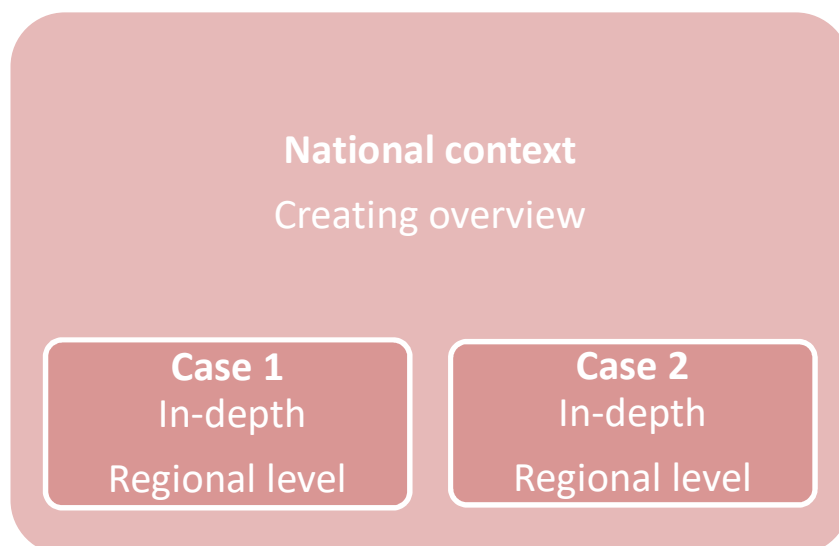 National context
Creating overview
Case 1
In-depth
Regional level
Case 2
In-depth
Regional level